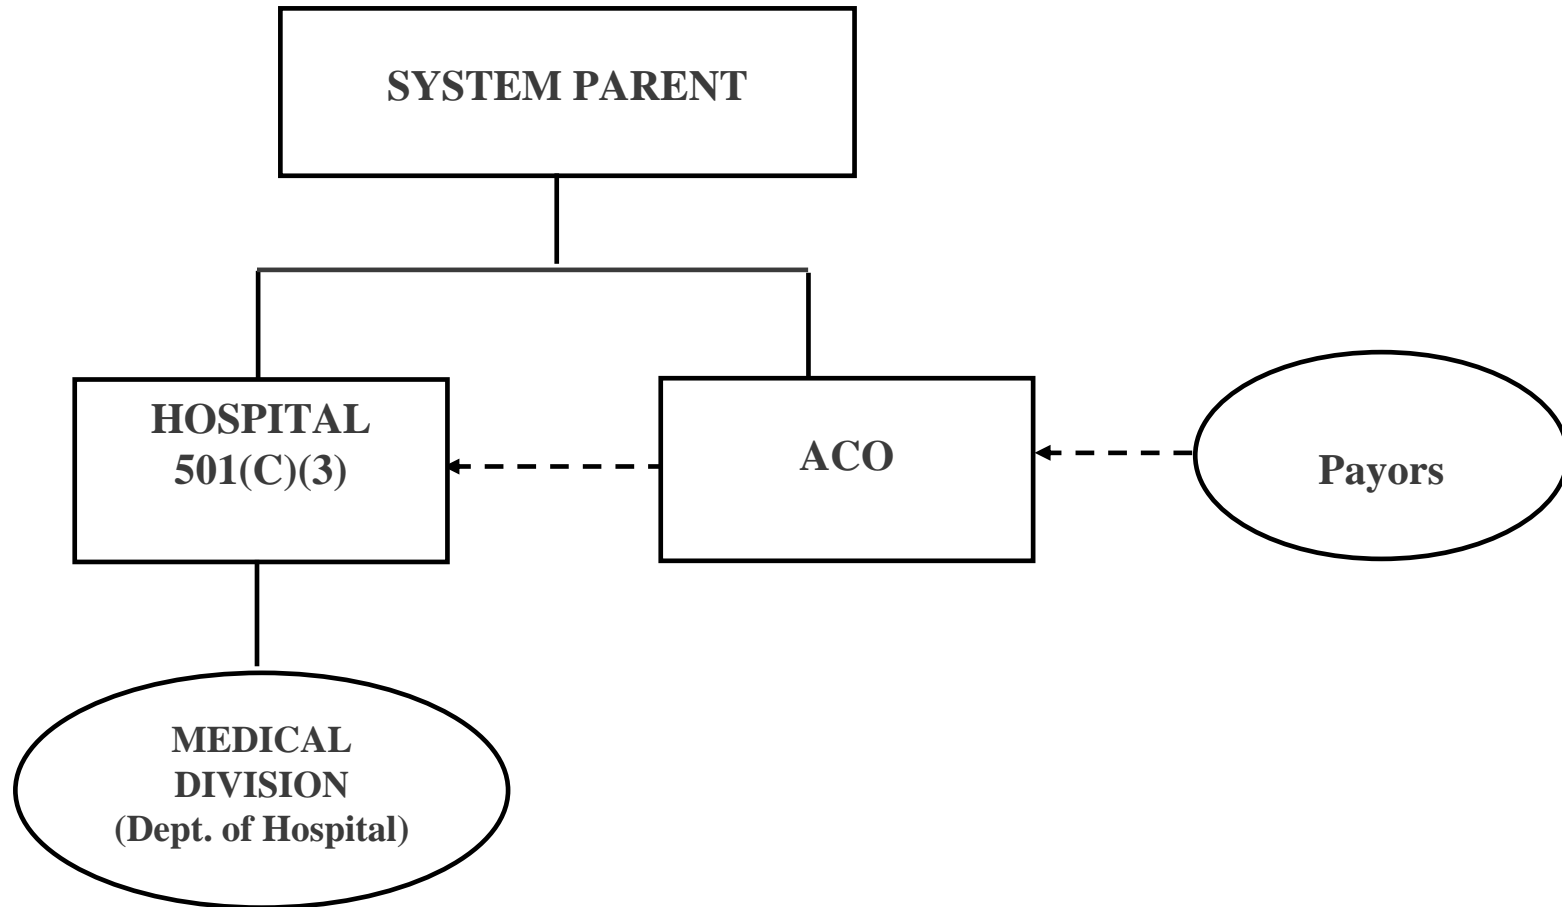 SYSTEM PARENT
HOSPITAL
501(C)(3)
ACO
Payors
MEDICAL
DIVISION
(Dept. of Hospital)